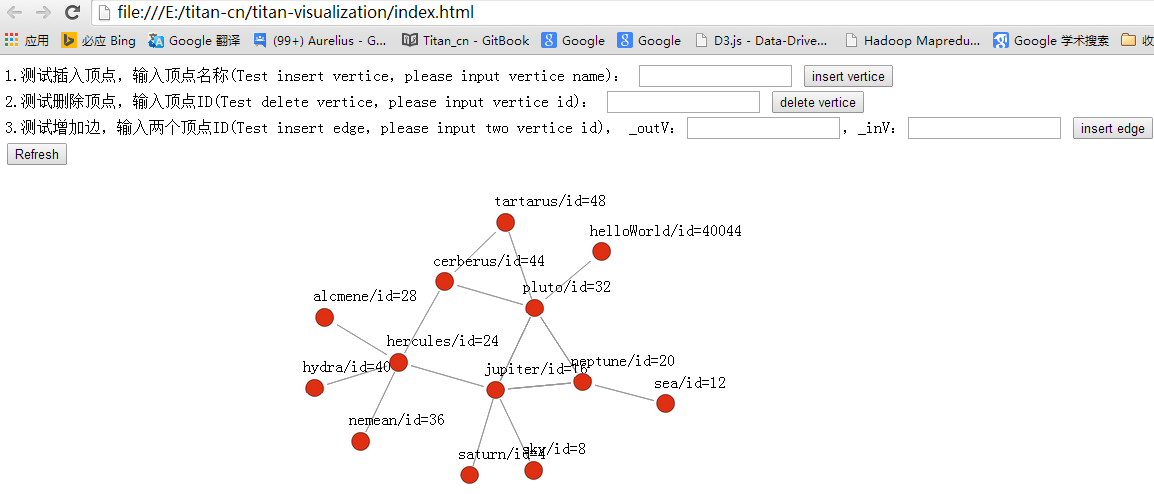 file:///E:/titan-cn/titan-visualization/index.html
应用 必应 Bing Google 翻译 (99+) Aurelius - G... Titan_cn - GitBook Google Google D3.js - Data-Drive... Hadoop Mapredu... Google 学术搜索 收
1.测试插入顶点，输入顶点名称(Test insert vertice, please input vertice name)： insert vertice
2.测试删除顶点，输入顶点ID(Test delete vertice, please input vertice id)： delete vertice
3.测试增加边，输入两个顶点ID(Test insert edge, please input two vertice id)， _outV： ，_inV： insert edge
Refresh
tartarus/id=48
helloWorld/id=40044
cerberus/id=44
pluto/id=32
alcmene/id=28
hercules/id=24
neptune/id=20
hydra/id=40
jupiter/id=16
sea/id=12
nemean/id=36
sky/id=8
saturn/id=4